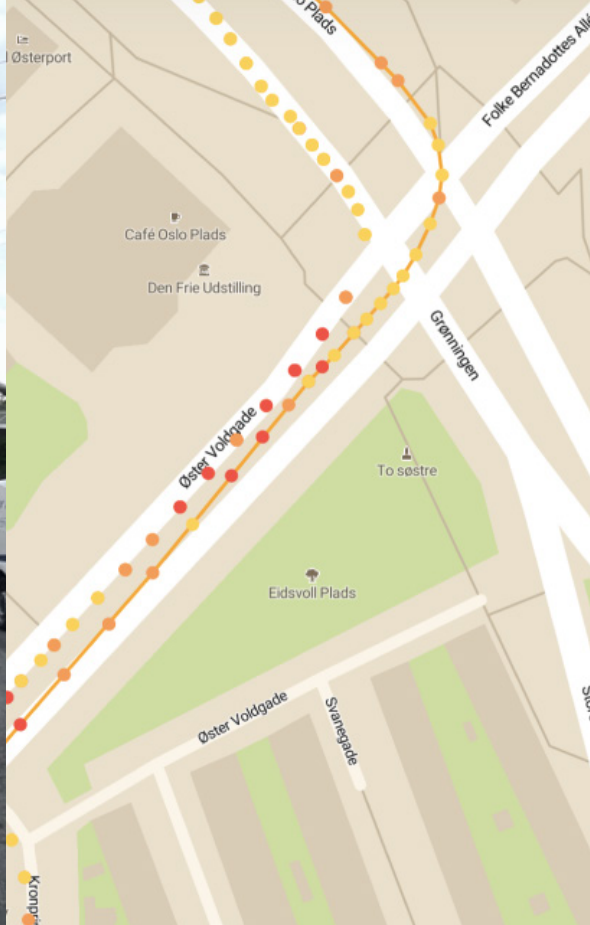 Plads
Østerport
Folke Bernadottes Allé
Café Oslo Plads
Den Frie Udstilling
Grønningen
Øster Voldgade
To søstre
Eidsvoll Plads
Øster Voldgade
Svanegade